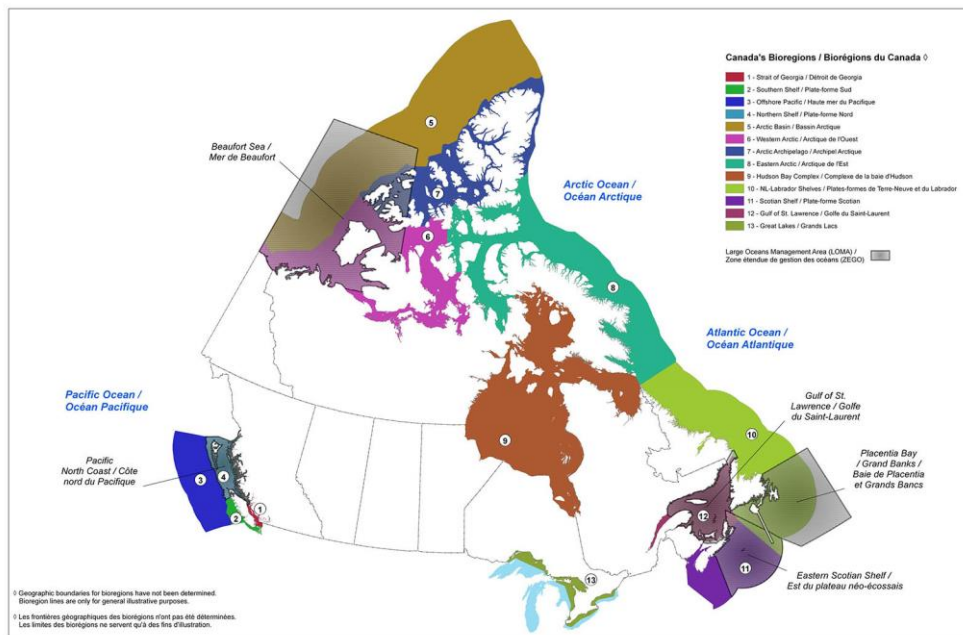 Canada's Bioregions / Biorégions du Canada ◊
1 - Strait of Georgia / Détroit de Georgia
2 - Southern Shelf / Plate-forme Sud
3 - Offshore Pacific / Haute mer du Pacifique
4 - Northern Shelf / Plate-forme Nord
5 - Arctic Basin / Bassin Arctique
6 - Western Arctic / Arctique de l'Ouest
7 - Arctic Archipelago / Archipel Arctique
8 - Eastern Arctic / Arctique de l'Est
9 - Hudson Bay Complex / Complexe de la baie d'Hudson
10 - NL-Labrador Shelves / Plates-formes de Terre-Neuve et du Labrador
11 - Scotian Shelf / Plate-forme Scotian
12 - Gulf of St. Lawrence / Golfe du Saint-Laurent
13 - Great Lakes / Grands Lacs
Large Oceans Management Area (LOMA) /
Zone étendue de gestion des océans (ZEGO)
5
Beaufort Sea /
Mer de Beaufort
7
Arctic Ocean /
Océan Arctique
6
8
Atlantic Ocean /
Océan Atlantique
Pacific Ocean /
Océan Pacifique
Gulf of St.
Lawrence / Golfe
du Saint-Laurent
9
10
Pacific
North Coast / Côte
nord du Pacifique
3
4
Placentia Bay
/ Grand Banks /
Baie de Placentia
et Grands Bancs
1
2
12
11
13
Eastern Scotian Shelf /
Est du plateau néo-écossais
◊ Geographic boundaries for bioregions have not been determined.
Bioregion lines are only for general illustrative purposes.
◊ Les frontières géographiques des biorégions n'ont pas été déterminées.
Les limites des biorégions ne servent qu'à des fins d'illustration.